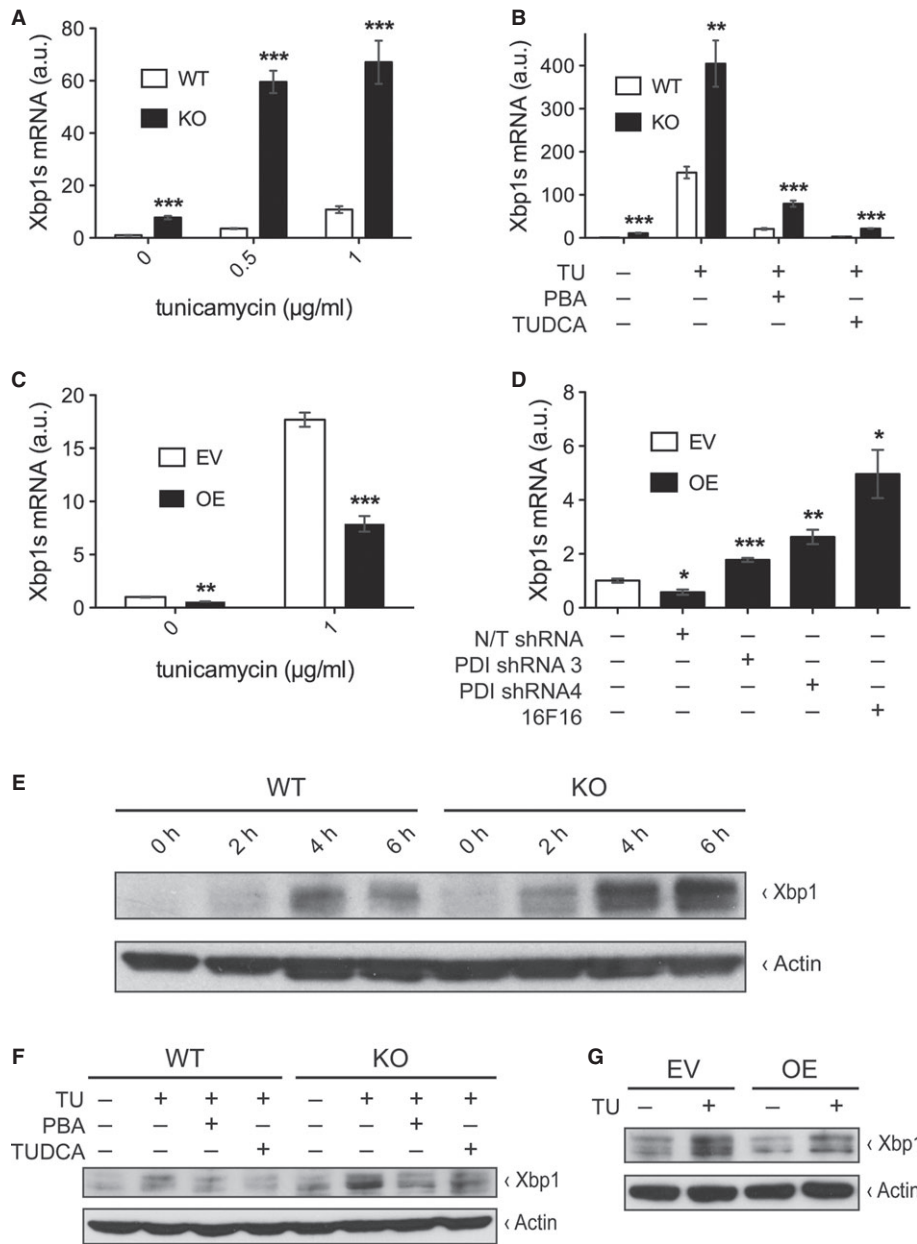 A
Xbp1s mRNA (a.u.)
80
60
40
20
0
WT
KO
***
***
***
0
0.5
1
tunicamycin (µg/ml)
B
Xbp1s mRNA (a.u.)
400
300
200
100
0
WT
KO
***
**
***
***
TU – + + +
PBA – – + –
TUDCA – – – +
C
Xbp1s mRNA (a.u.)
20
15
10
5
0
EV
OE
**
***
0
1
tunicamycin (µg/ml)
D
Xbp1s mRNA (a.u.)
8
6
4
2
0
EV
OE
*
***
**
*
N/T shRNA – + – – –
PDI shRNA 3 – – + – –
PDI shRNA4 – – – + –
16F16 – – – – +
E
WT KO
0 h 2 h 4 h 6 h 0 h 2 h 4 h 6 h
‹ Xbp1
‹ Actin
F
WT KO
TU – + + + – + + +
PBA – – + – – – + –
TUDCA – – – + – – – +
‹ Xbp1
‹ Actin
G
EV OE
TU – + – +
‹ Xbp1
‹ Actin